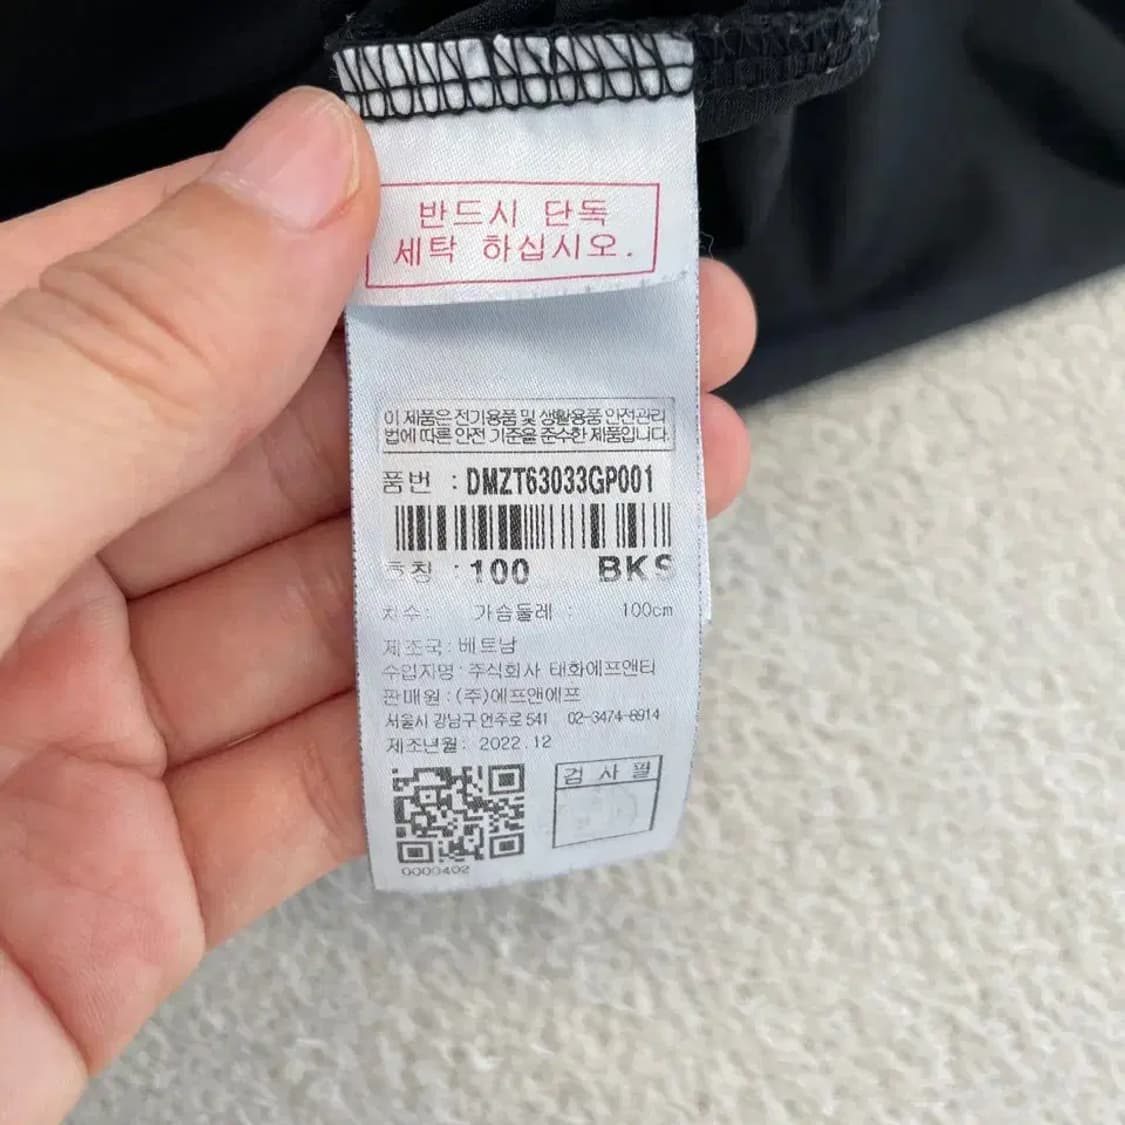 반드시 단독
세탁 하십시오.
이 제품은 전기용품 및 생활용품 안전관리
법에 따른 안전 기준을 준수한 제품입니다.
품번 : DMZT63033GP001
호칭 : 100 BKS
치수: 가슴둘레 : 100cm
제조국: 베트남
수입자명: 주식회사 태화에프앤티
판매원: (주)에프앤에프
서울시 강남구 언주로 541 02-3474-8914
제조년월: 2022.12
검 사 필
0000402